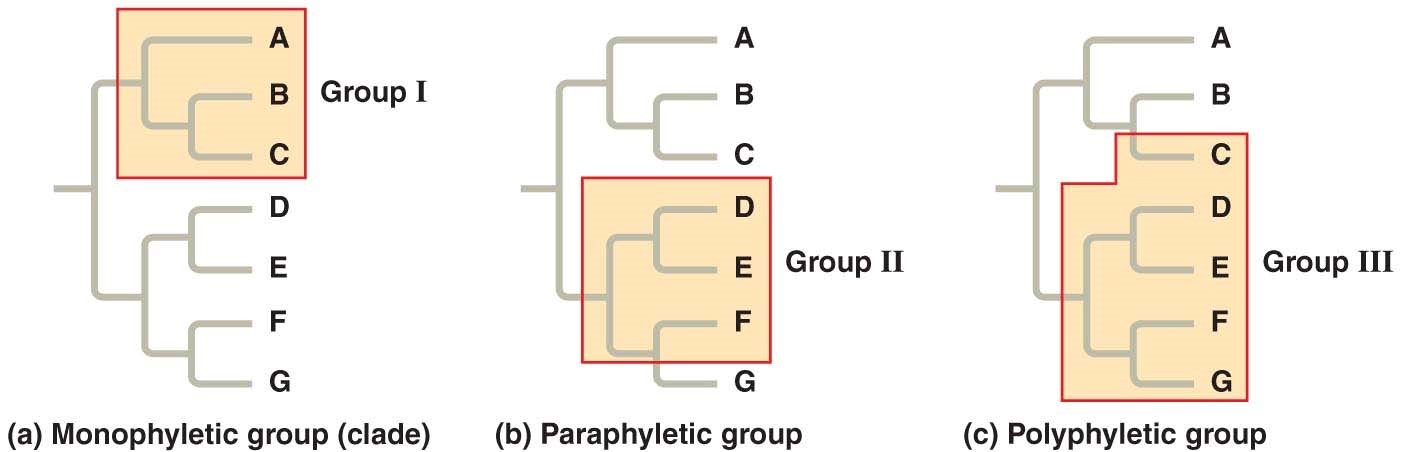 A
B
C
D
E
F
G
Group I
(a) Monophyletic group (clade)
A
B
C
D
E
F
G
Group II
(b) Paraphyletic group
A
B
C
D
E
F
G
Group III
(c) Polyphyletic group